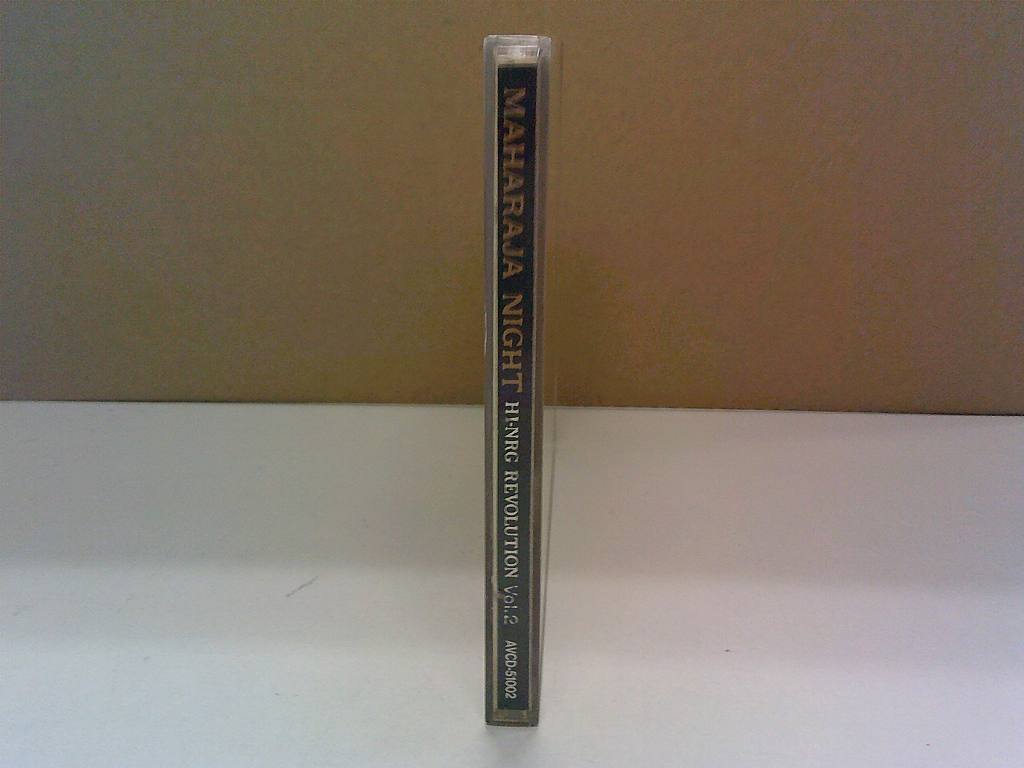 MAHARAJA NIGHT HI-NRG REVOLUTION Vol.2 AVCD-51002